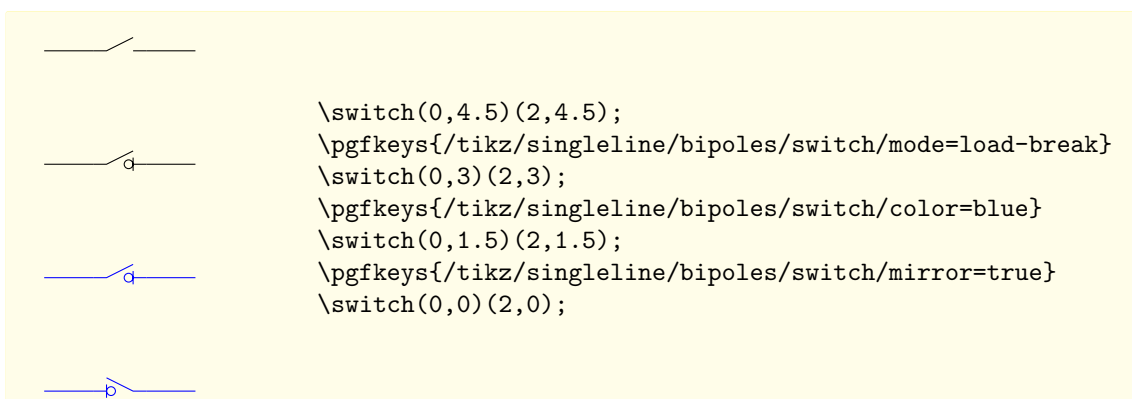 \switch(0,4.5)(2,4.5);
\pgfkeys{/tikz/singleline/bipoles/switch/mode=load-break}
\switch(0,3)(2,3);
\pgfkeys{/tikz/singleline/bipoles/switch/color=blue}
\switch(0,1.5)(2,1.5);
\pgfkeys{/tikz/singleline/bipoles/switch/mirror=true}
\switch(0,0)(2,0);